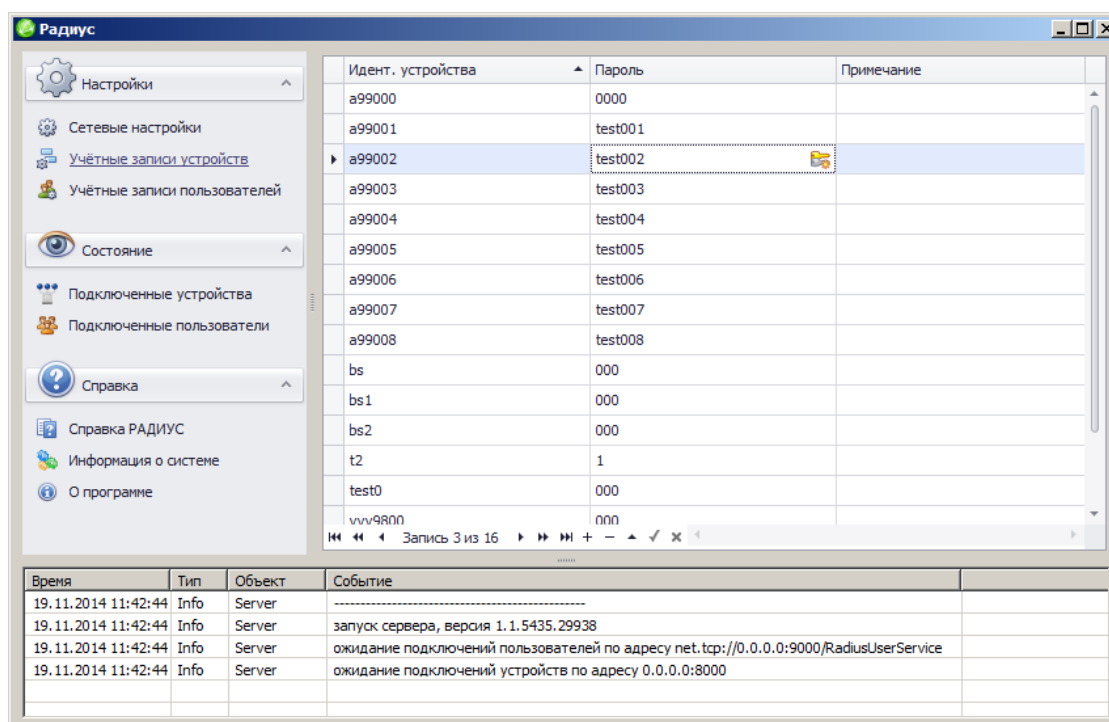 Радиус
Настройки
Сетевые настройки
Учётные записи устройств
Учётные записи пользователей
Состояние
Подключенные устройства
Подключенные пользователи
Справка
Справка РАДИУС
Информация о системе
О программе
Идент. устройства Пароль Примечание
a99000 0000
a99001 test001
a99002 test002
a99003 test003
a99004 test004
a99005 test005
a99006 test006
a99007 test007
a99008 test008
bs 000
bs1 000
bs2 000
t2 1
test0 000
vvv9800 000
Запись 3 из 16
Время Тип Объект Событие
19.11.2014 11:42:44 Info Server ------------------------------------------------
19.11.2014 11:42:44 Info Server запуск сервера, версия 1.1.5435.29938
19.11.2014 11:42:44 Info Server ожидание подключений пользователей по адресу net.tcp://0.0.0.0:9000/RadiusUserService
19.11.2014 11:42:44 Info Server ожидание подключений устройств по адресу 0.0.0.0:8000